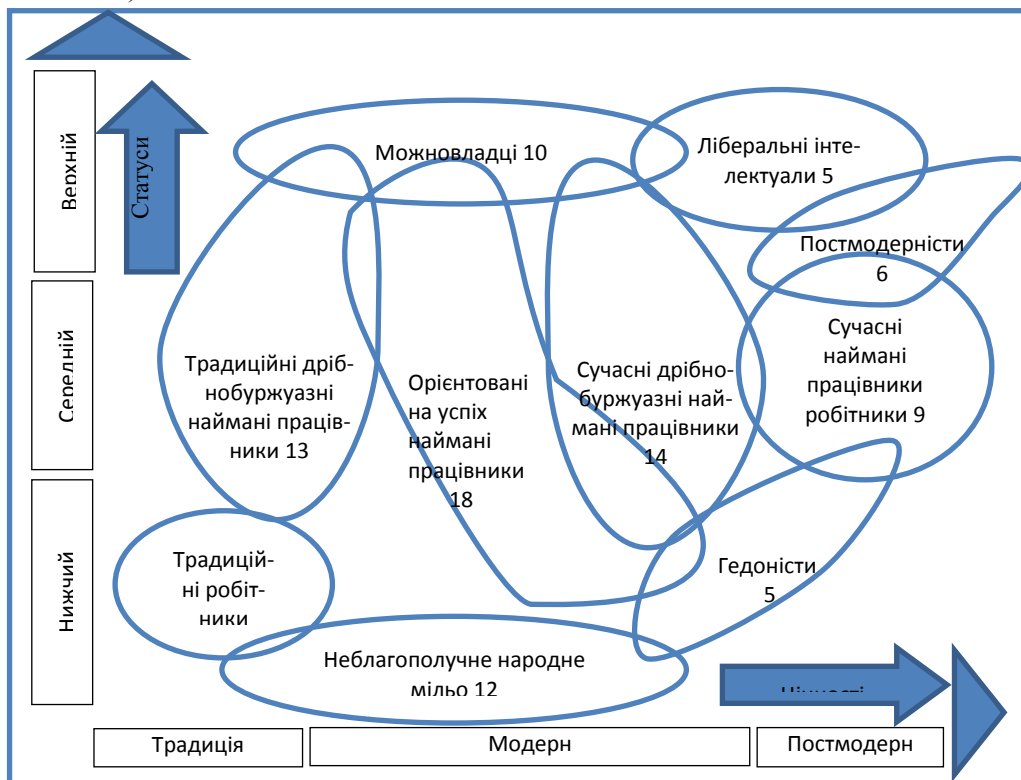 Верхній
Статуси
Можновладці 10
Ліберальні інте-
лектуали 5
Постмодерністи
6
Середній
Традиційні дріб-
нобуржуазні
наймані праців-
ники 13
Орієнтовані
на успіх
наймані
працівники
18
Сучасні дрібно-
буржуазні най-
мані працівники
14
Сучасні
наймані
працівники
робітники 9
Нижчий
Традицій-
ні робіт-
ники
Гедоністи
5
Неблагополучне народне
мільо 12
Цінності
Традиція
Модерн
Постмодерн